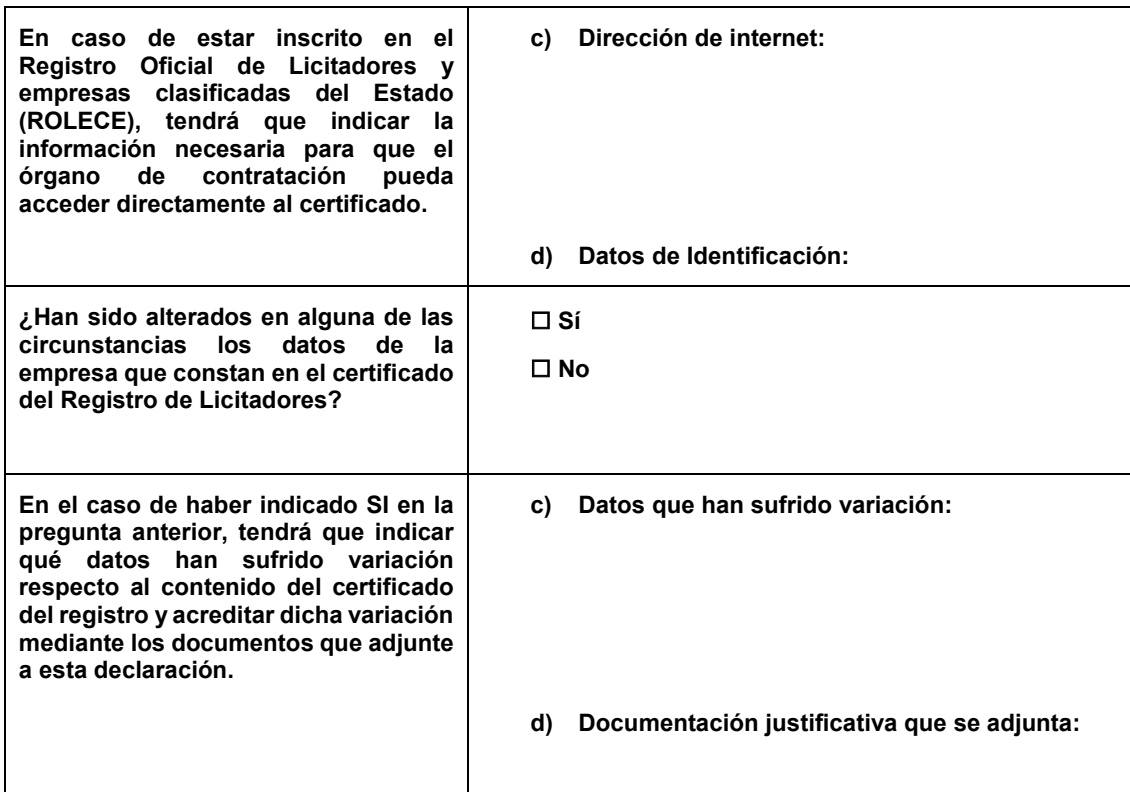 En caso de estar inscrito en el
Registro Oficial de Licitadores y
empresas clasificadas del Estado
(ROLECE), tendrá que indicar la
información necesaria para que el
órgano de contratación pueda
acceder directamente al certificado.
c) Dirección de internet:
d) Datos de Identificación:
¿Han sido alterados en alguna de las
circunstancias los datos de la
empresa que constan en el certificado
del Registro de Licitadores?
☐ Sí
☐ No
En el caso de haber indicado SI en la
pregunta anterior, tendrá que indicar
qué datos han sufrido variación
respecto al contenido del certificado
del registro y acreditar dicha variación
mediante los documentos que adjunte
a esta declaración.
c) Datos que han sufrido variación:
d) Documentación justificativa que se adjunta: